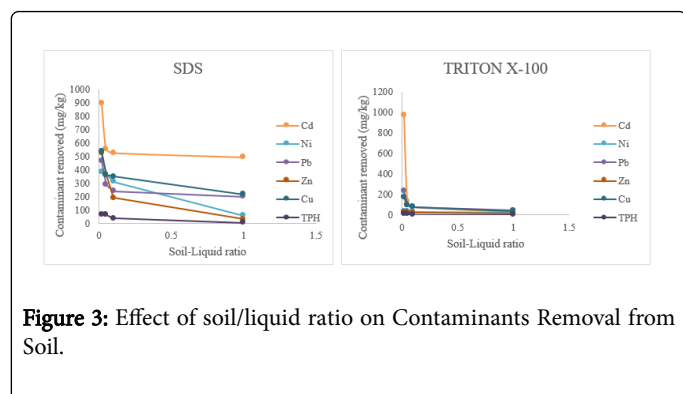 SDS
Contaminant removed (mg/kg)
1000
900
800
700
600
500
400
300
200
100
0
0
0.5
1
1.5
Soil-Liquid ratio
Cd
Ni
Pb
Zn
Cu
TPH
TRITON X-100
Contaminant removed (mg/kg)
1200
1000
800
600
400
200
0
0
0.5
1
1.5
Soil-Liquid ratio
Cd
Ni
Pb
Zn
Cu
TPH
Figure 3: Effect of soil/liquid ratio on Contaminants Removal from
Soil.